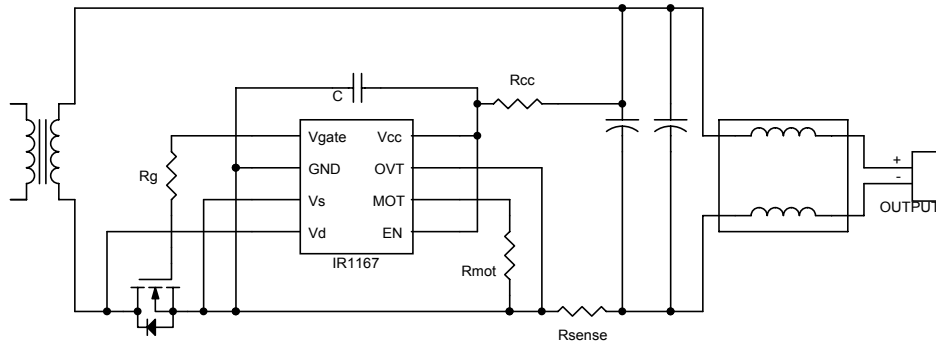 Rcc
C
Vgate
Vcc
GND
OVT
Rg
Vs
MOT
Vd
EN
IR1167
Rmot
Rsense
+
-
OUTPUT